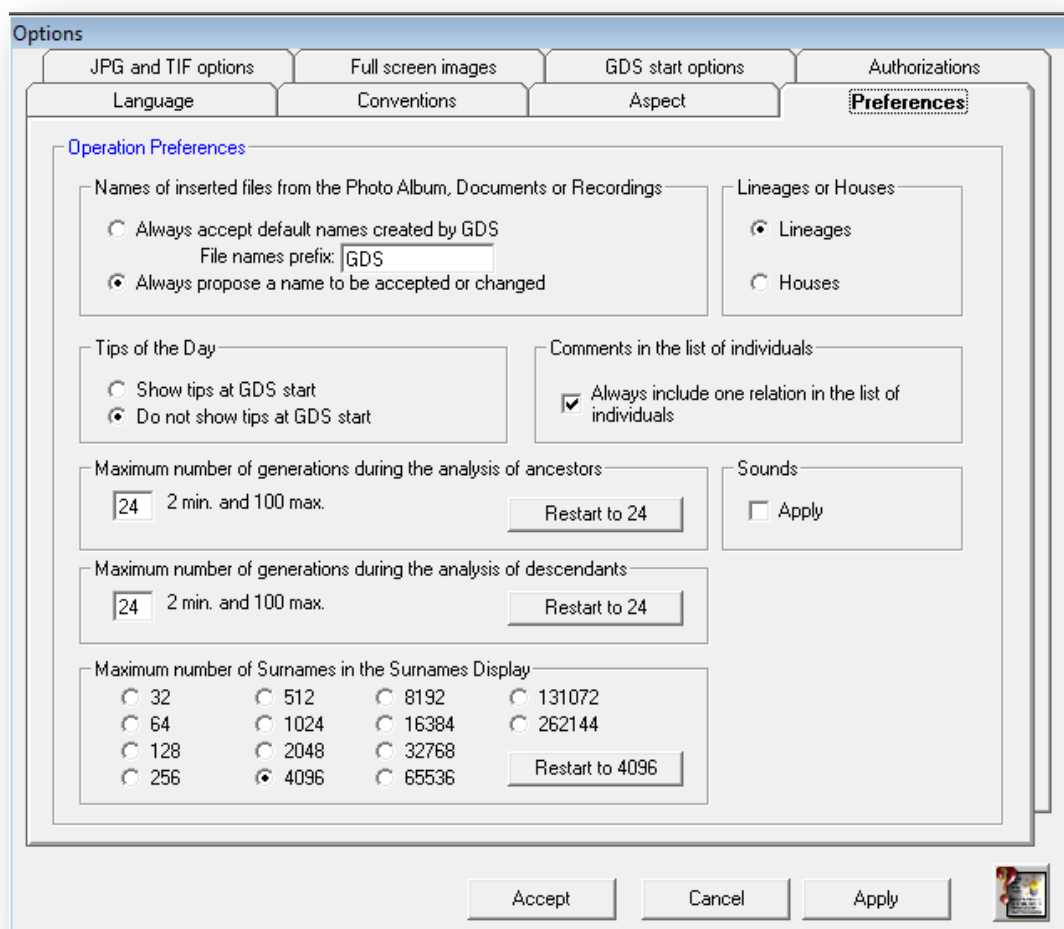 Options
JPG and TIF options
Full screen images
GDS start options
Authorizations
Language
Conventions
Aspect
Preferences
Operation Preferences
Names of inserted files from the Photo Album, Documents or Recordings
Always accept default names created by GDS
File names prefix: GDS
Always propose a name to be accepted or changed
Lineages or Houses
Lineages
Houses
Tips of the Day
Show tips at GDS start
Do not show tips at GDS start
Comments in the list of individuals
Always include one relation in the list of
individuals
Maximum number of generations during the analysis of ancestors
24 2 min. and 100 max.
Restart to 24
Sounds
Apply
Maximum number of generations during the analysis of descendants
24 2 min. and 100 max.
Restart to 24
Maximum number of Surnames in the Surnames Display
32 512 8192 131072
64 1024 16384 262144
128 2048 32768
256 4096 65536
Restart to 4096
Accept
Cancel
Apply